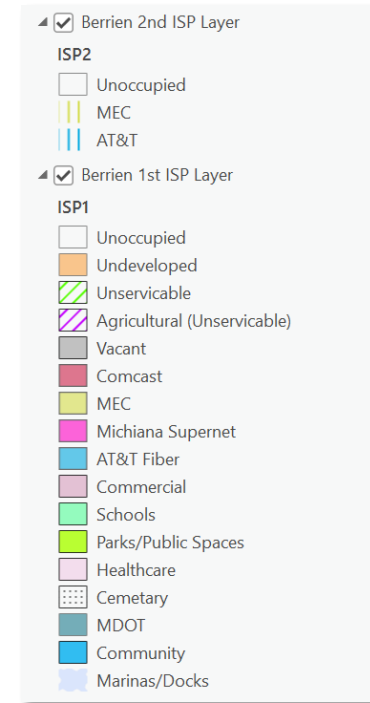 Berrien 2nd ISP Layer
ISP2
Unoccupied
MEC
AT&T
Berrien 1st ISP Layer
ISP1
Unoccupied
Undeveloped
Unservicable
Agricultural (Unservicable)
Vacant
Comcast
MEC
Michiana Supernet
AT&T Fiber
Commercial
Schools
Parks/Public Spaces
Healthcare
Cemetary
MDOT
Community
Marinas/Docks